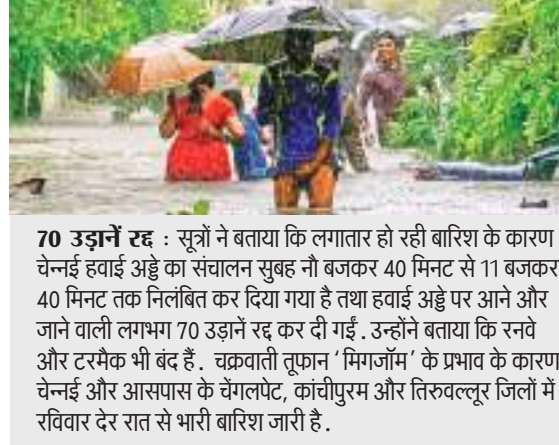 70 उड़ानें रद्द : सूत्रों ने बताया कि लगातार हो रही बारिश के कारण
चेन्नई हवाई अड्डे का संचालन सुबह नौ बजकर 40 मिनट से 11 बजकर
40 मिनट तक निलंबित कर दिया गया है तथा हवाई अड्डे पर आने और
जाने वाली लगभग 70 उड़ानें रद्द कर दी गईं. उन्होंने बताया कि रनवे
और टरमैक भी बंद हैं. चक्रवाती तूफान 'मिगजॉम' के प्रभाव के कारण
चेन्नई और आसपास के चेंगलपेट, कांचीपुरम और तिरुवल्लूर जिलों में
रविवार देर रात से भारी बारिश जारी है.